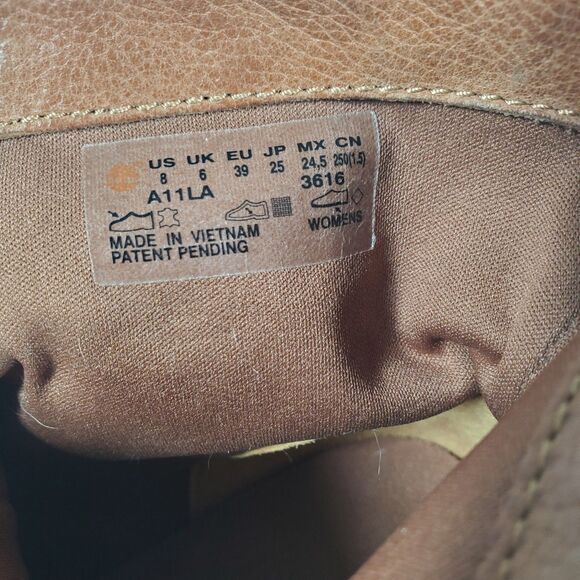 US UK EU JP MX CN
8 6 39 25 24.5 250(1.5)
A11LA 3616
WOMENS
MADE IN VIETNAM
PATENT PENDING